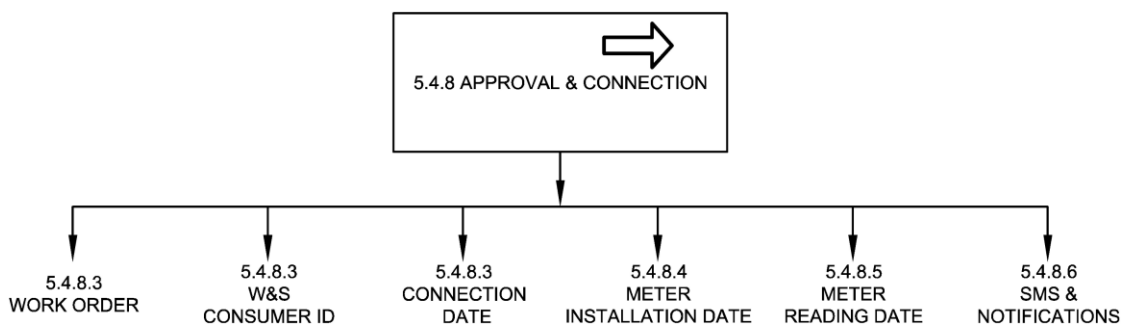 5.4.8 APPROVAL & CONNECTION
5.4.8.3
WORK ORDER
5.4.8.3
W&S
CONSUMER ID
5.4.8.3
CONNECTION
DATE
5.4.8.4
METER
INSTALLATION DATE
5.4.8.5
METER
READING DATE
5.4.8.6
SMS &
NOTIFICATIONS